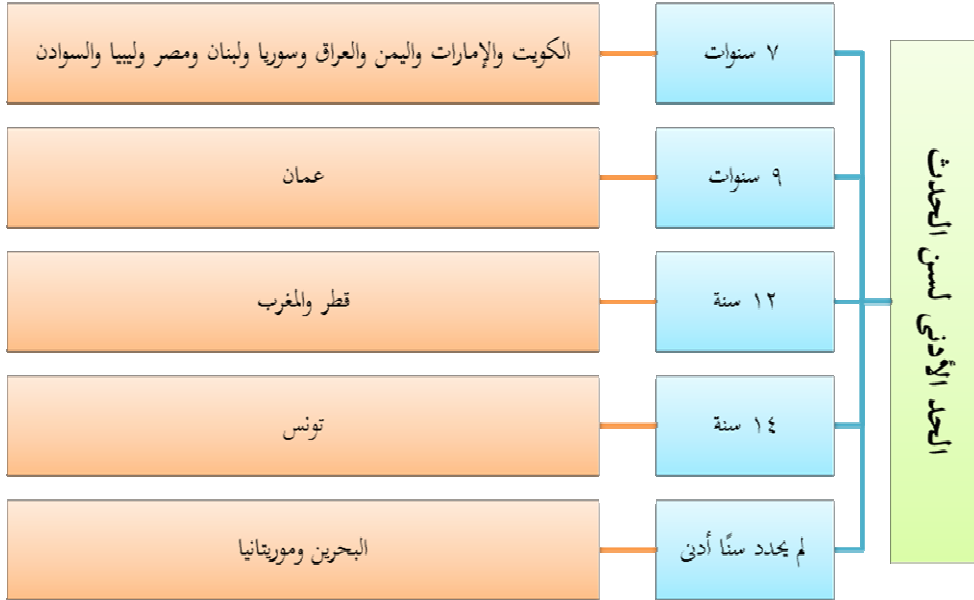 الحد الأدنى لسن الحدث
٧ سنوات
الكويت والإمارات واليمن والعراق وسوريا ولبنان ومصر وليبيا والسوادن
٩ سنوات
عمان
١٢ سنة
قطر والمغرب
١٤ سنة
تونس
لم يحدد سنًا أدنى
البحرين وموريتانيا